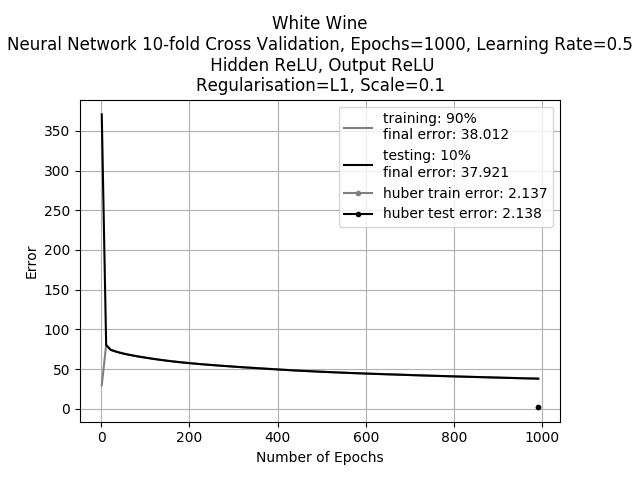 White Wine
Neural Network 10-fold Cross Validation, Epochs=1000, Learning Rate=0.5
Hidden ReLU, Output ReLU
Regularisation=L1, Scale=0.1
training: 90%
final error: 38.012
testing: 10%
final error: 37.921
huber train error: 2.137
huber test error: 2.138
Error
350
300
250
200
150
100
50
0
0 200 400 600 800 1000
Number of Epochs